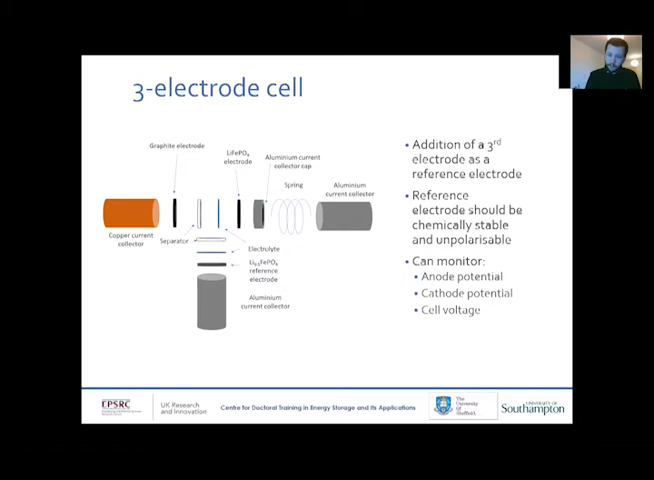 3-electrode cell
Graphite electrode
LiFePO₄
electrode
Aluminium current
collector cap
Spring
Aluminium
current collector
Copper current
collector
Separator
Electrolyte
Li₀.₅FePO₄
reference
electrode
Aluminium
current collector
• Addition of a 3rd
electrode as a
reference electrode
• Reference
electrode should be
chemically stable
and unpolarisable
• Can monitor:
▪ Anode potential
▪ Cathode potential
▪ Cell voltage
EPSRC
UK Research
and Innovation
Centre for Doctoral Training in Energy Storage and its Applications
The
University
Of
Sheffield.
UNIVERSITY OF
Southampton